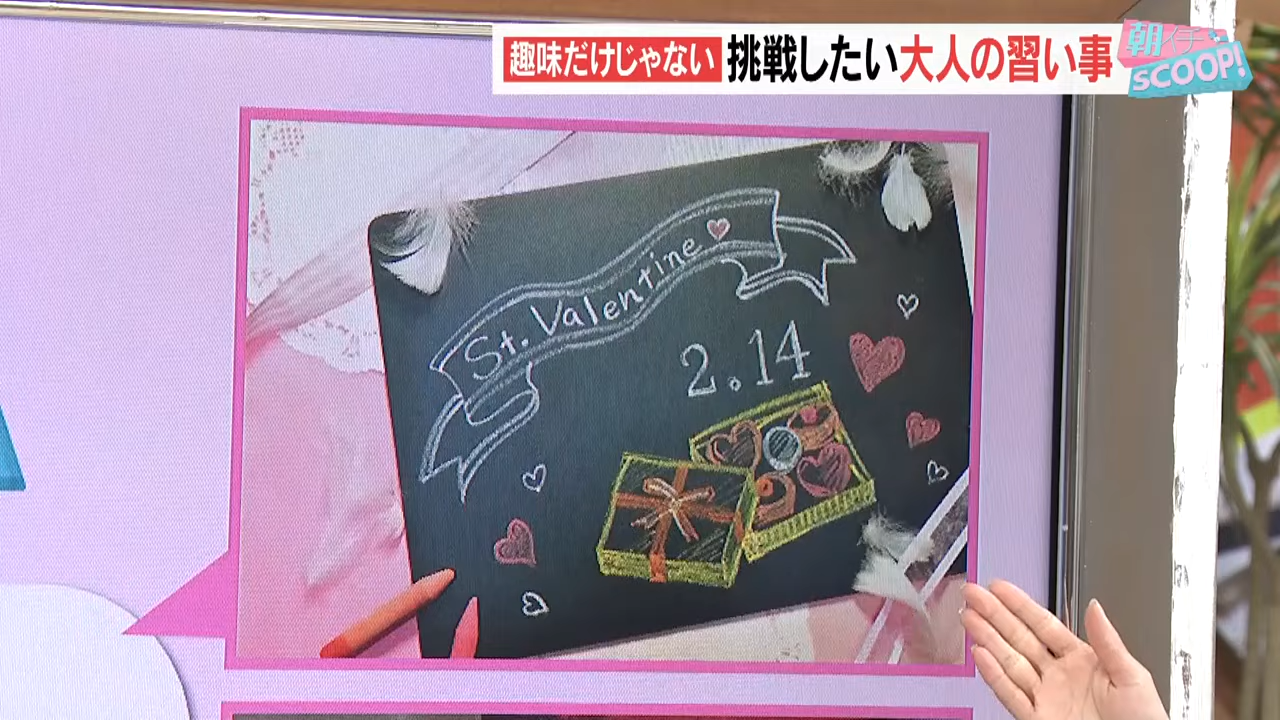 趣味だけじゃない 挑戦したい大人の習い事
朝イチ
SCOOP!
St. Valentine
2.14